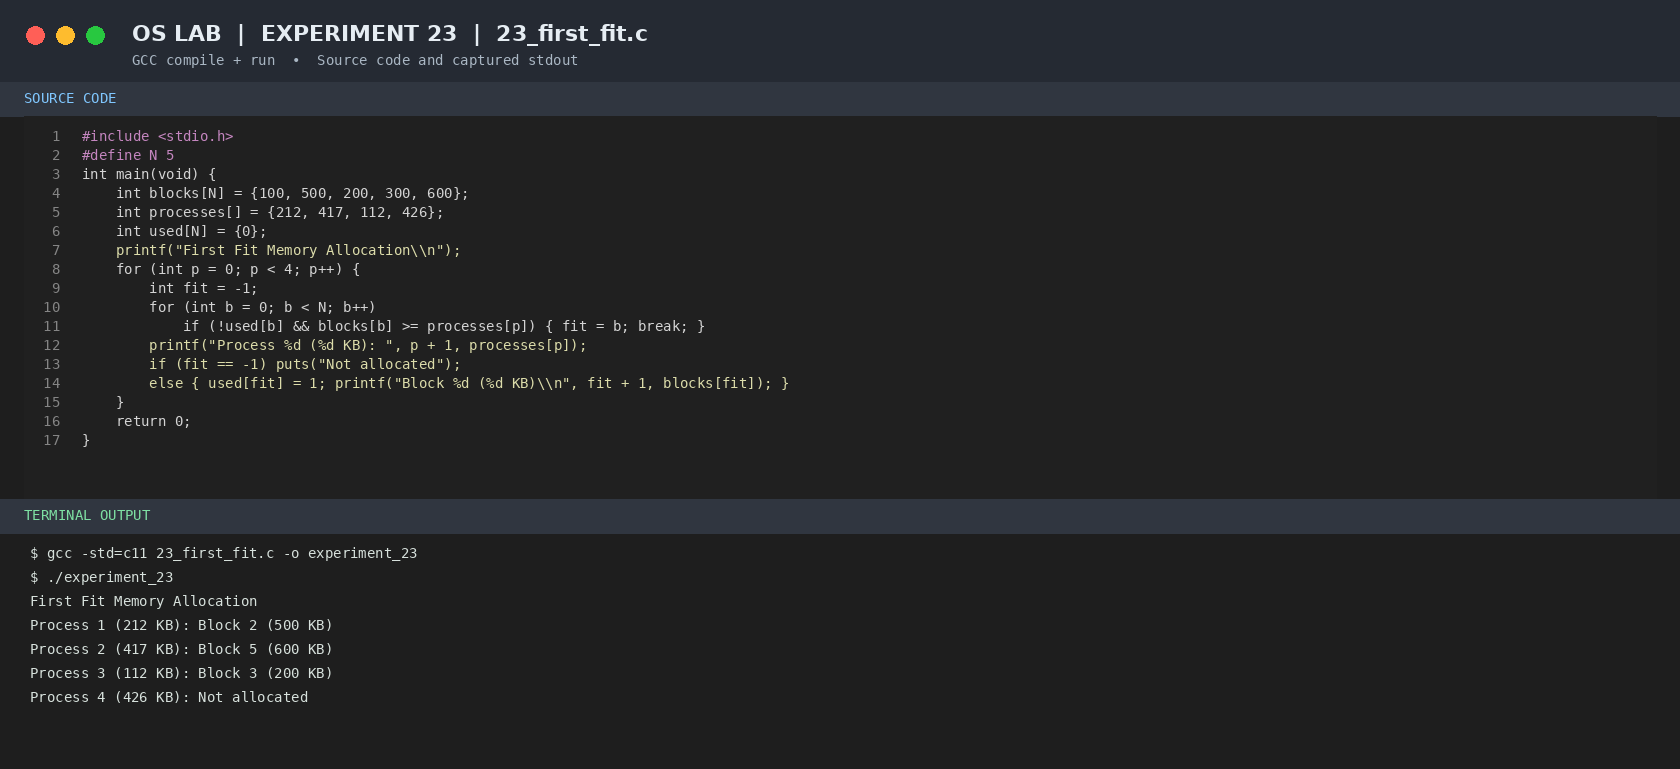 OS LAB | EXPERIMENT 23 | 23_first_fit.c
GCC compile + run • Source code and captured stdout
SOURCE CODE
1 #include <stdio.h>
2 #define N 5
3 int main(void) {
4     int blocks[N] = {100, 500, 200, 300, 600};
5     int processes[] = {212, 417, 112, 426};
6     int used[N] = {0};
7     printf("First Fit Memory Allocation\\n");
8     for (int p = 0; p < 4; p++) {
9         int fit = -1;
10         for (int b = 0; b < N; b++)
11             if (!used[b] && blocks[b] >= processes[p]) { fit = b; break; }
12         printf("Process %d (%d KB): ", p + 1, processes[p]);
13         if (fit == -1) puts("Not allocated");
14         else { used[fit] = 1; printf("Block %d (%d KB)\\n", fit + 1, blocks[fit]); }
15     }
16     return 0;
17 }
TERMINAL OUTPUT
$ gcc -std=c11 23_first_fit.c -o experiment_23
$ ./experiment_23
First Fit Memory Allocation
Process 1 (212 KB): Block 2 (500 KB)
Process 2 (417 KB): Block 5 (600 KB)
Process 3 (112 KB): Block 3 (200 KB)
Process 4 (426 KB): Not allocated